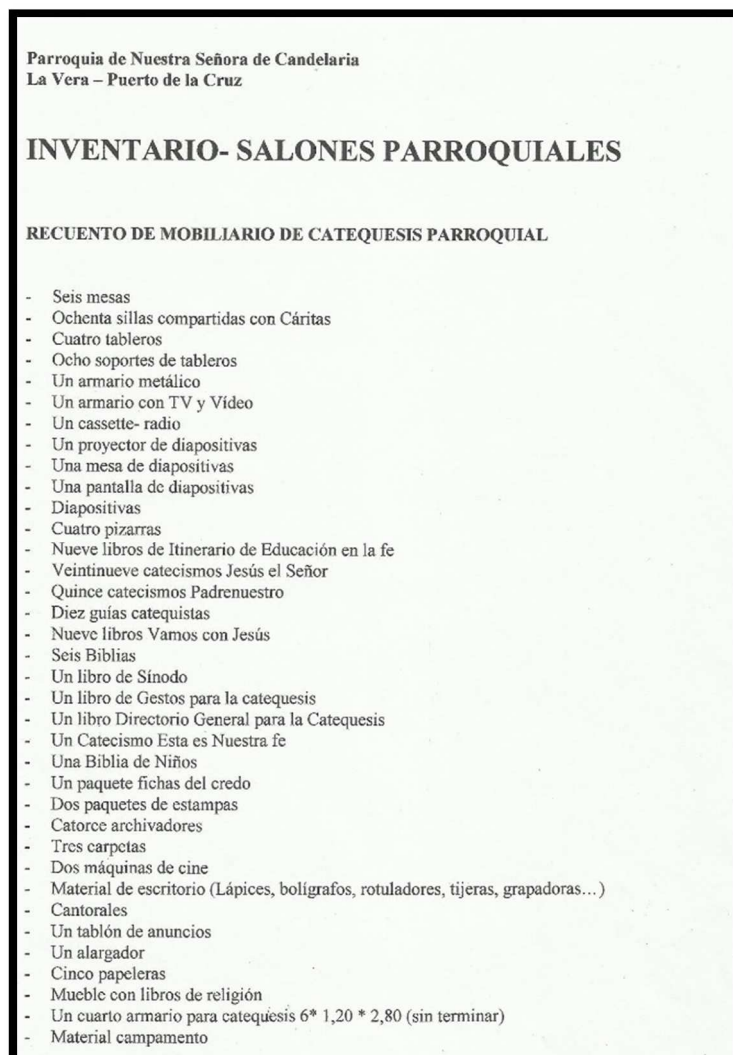 Parroquia de Nuestra Señora de Candelaria
La Vera – Puerto de la Cruz
INVENTARIO- SALONES PARROQUIALES
RECUENTO DE MOBILIARIO DE CATEQUESIS PARROQUIAL
- Seis mesas
- Ochenta sillas compartidas con Cáritas
- Cuatro tableros
- Ocho soportes de tableros
- Un armario metálico
- Un armario con TV y Vídeo
- Un cassette- radio
- Un proyector de diapositivas
- Una mesa de diapositivas
- Una pantalla de diapositivas
- Diapositivas
- Cuatro pizarras
- Nueve libros de Itinerario de Educación en la fe
- Veintinueve catecismos Jesús el Señor
- Quince catecismos Padrenuestro
- Diez guías catequistas
- Nueve libros Vamos con Jesús
- Seis Biblias
- Un libro de Sínodo
- Un libro de Gestos para la catequesis
- Un libro Directorio General para la Catequesis
- Un Catecismo Esta es Nuestra fe
- Una Biblia de Niños
- Un paquete fichas del credo
- Dos paquetes de estampas
- Catorce archivadores
- Tres carpetas
- Dos máquinas de cine
- Material de escritorio (Lápices, bolígrafos, rotuladores, tijeras, grapadoras...)
- Cantorales
- Un tablón de anuncios
- Un alargador
- Cinco papeleras
- Mueble con libros de religión
- Un cuarto armario para catequesis 6* 1,20 * 2,80 (sin terminar)
- Material campamento